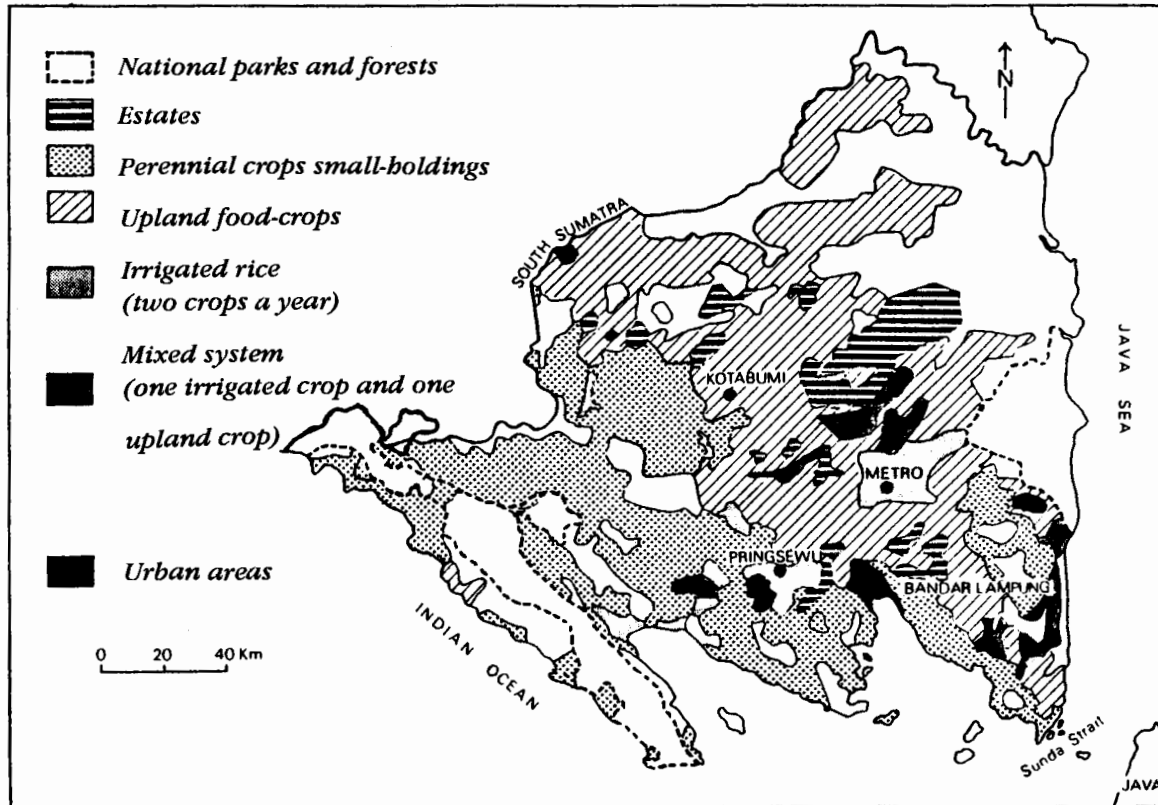 National parks and forests
Estates
Perennial crops small-holdings
Upland food-crops
Irrigated rice
(two crops a year)
Mixed system
(one irrigated crop and one
upland crop)
Urban areas
0 20 40 Km
N
SOUTH SUMATRA
KOTABUMI
METRO
PRINGSEWU
BANDAR LAMPUNG
JAVA SEA
INDIAN OCEAN
Sunda Strait
JAVA